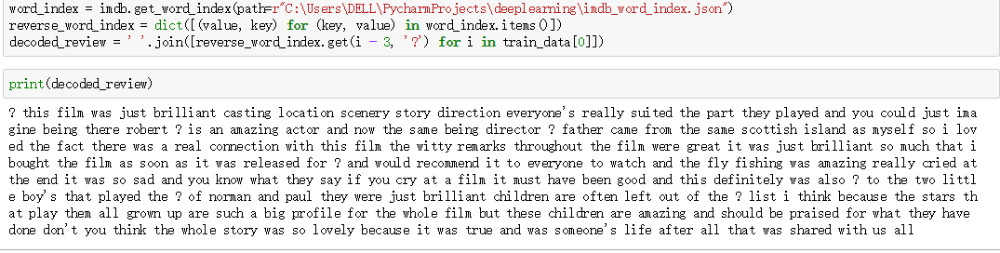 word_index = imdb.get_word_index(path=r"C:\Users\DELL\PycharmProjects\deeplearning\imdb_word_index.json")
reverse_word_index = dict([(value, key) for (key, value) in word_index.items()])
decoded_review = ' '.join([reverse_word_index.get(i - 3, '?') for i in train_data[0]])
print(decoded_review)
? this film was just brilliant casting location scenery story direction everyone's really suited the part they played and you could just ima
gine being there robert ? is an amazing actor and now the same being director ? father came from the same scottish island as myself so i lov
ed the fact there was a real connection with this film the witty remarks throughout the film were great it was just brilliant so much that i
bought the film as soon as it was released for ? and would recommend it to everyone to watch and the fly fishing was amazing really cried at
the end it was so sad and you know what they say if you cry at a film it must have been good and this definitely was also ? to the two littl
e boy's that played the ? of norman and paul they were just brilliant children are often left out of the ? list i think because the stars th
at play them all grown up are such a big profile for the whole film but these children are amazing and should be praised for what they have
done don't you think the whole story was so lovely because it was true and was someone's life after all that was shared with us all